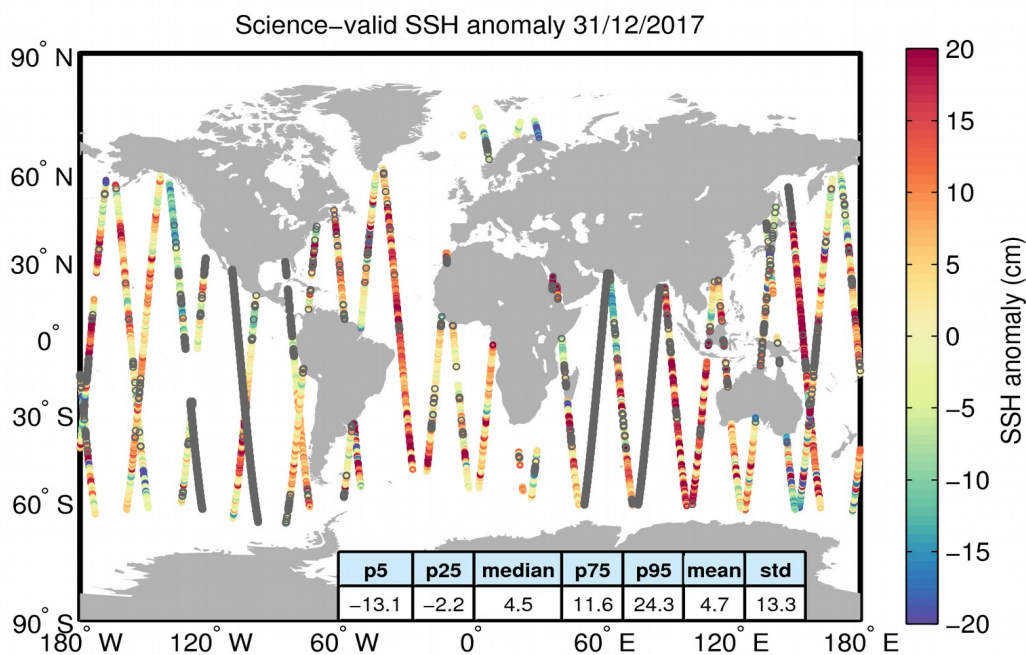 Science−valid SSH anomaly 31/12/2017
90° N
60° N
30° N
0°
30° S
60° S
90° S
180° W
120° W
60° W
0°
60° E
120° E
180° E
p5 p25 median p75 p95 mean std
−13.1 −2.2 4.5 11.6 24.3 4.7 13.3
20
15
10
5
0
−5
−10
−15
−20
SSH anomaly (cm)